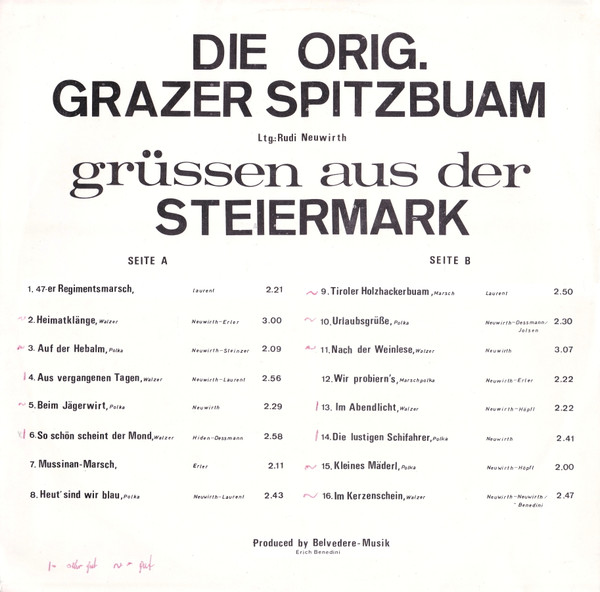 DIE ORIG.
GRAZER SPITZBUAM
Ltg.: Rudi Neuwirth
grüssen aus der
STEIERMARK
SEITE A
1. 47-er Regimentsmarsch, Laurent 2.21
2. Heimatklänge, Walzer Neuwirth-Erler 3.00
3. Auf der Hebalm, Polka Neuwirth-Steinzer 2.09
4. Aus vergangenen Tagen, Walzer Neuwirth-Laurent 2.56
5. Beim Jägerwirt, Polka Neuwirth 2.29
6. So schön scheint der Mond, Walzer Hiden-Dessmann 2.58
7. Mussinan-Marsch, Erler 2.11
8. Heut' sind wir blau, Polka Neuwirth-Laurent 2.43
SEITE B
9. Tiroler Holzhackerbuam, Marsch Laurent 2.50
10. Urlaubsgrüße, Polka Neuwirth-Dessmann- 2.30
Jolsen
11. Nach der Weinlese, Walzer Neuwirth 3.07
12. Wir probiern's, Marschpolka Neuwirth-Erler 2.22
13. Im Abendlicht, Walzer Neuwirth-Höpfl 2.22
14. Die lustigen Schifahrer, Polka Neuwirth 2.41
15. Kleines Mäderl, Polka Neuwirth-Höpfl 2.00
16. Im Kerzenschein, Walzer Neuwirth-Neuwirth- 2.47
Benedini
Produced by Belvedere-Musik
Erich Benedini
sehr gut ~ = gut